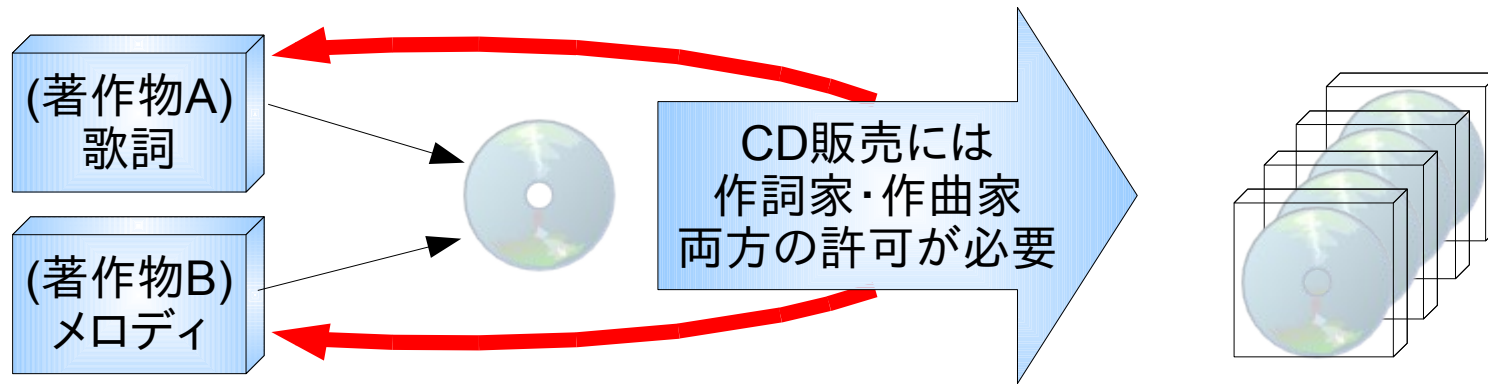 (著作物A)
歌詞
(著作物B)
メロディ
CD販売には
作詞家・作曲家
両方の許可が必要